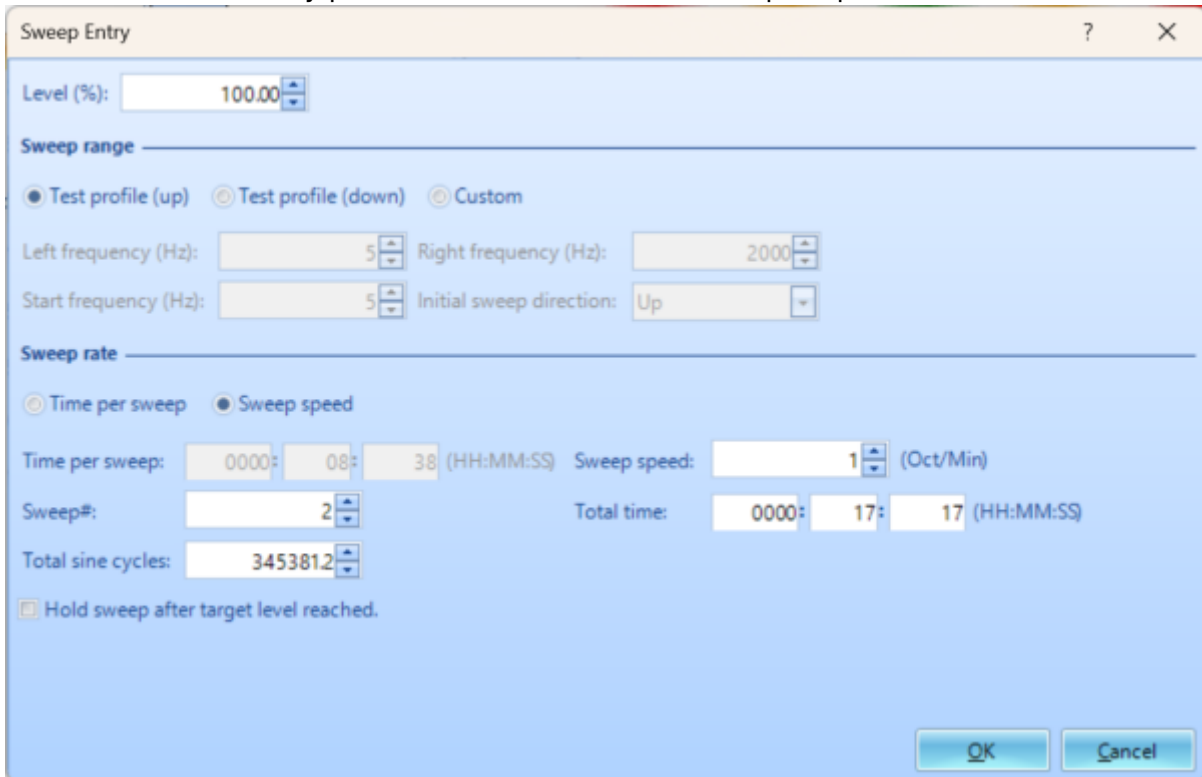 Sweep Entry ? ×
Level (%): 100.00
Sweep range
Test profile (up) Test profile (down) Custom
Left frequency (Hz): 5 Right frequency (Hz): 2000
Start frequency (Hz): 5 Initial sweep direction: Up
Sweep rate
Time per sweep Sweep speed
Time per sweep: 0000: 08: 38 (HH:MM:SS) Sweep speed: 1 (Oct/Min)
Sweep#: 2 Total time: 0000: 17: 17 (HH:MM:SS)
Total sine cycles: 345381.2
Hold sweep after target level reached.
OK Cancel